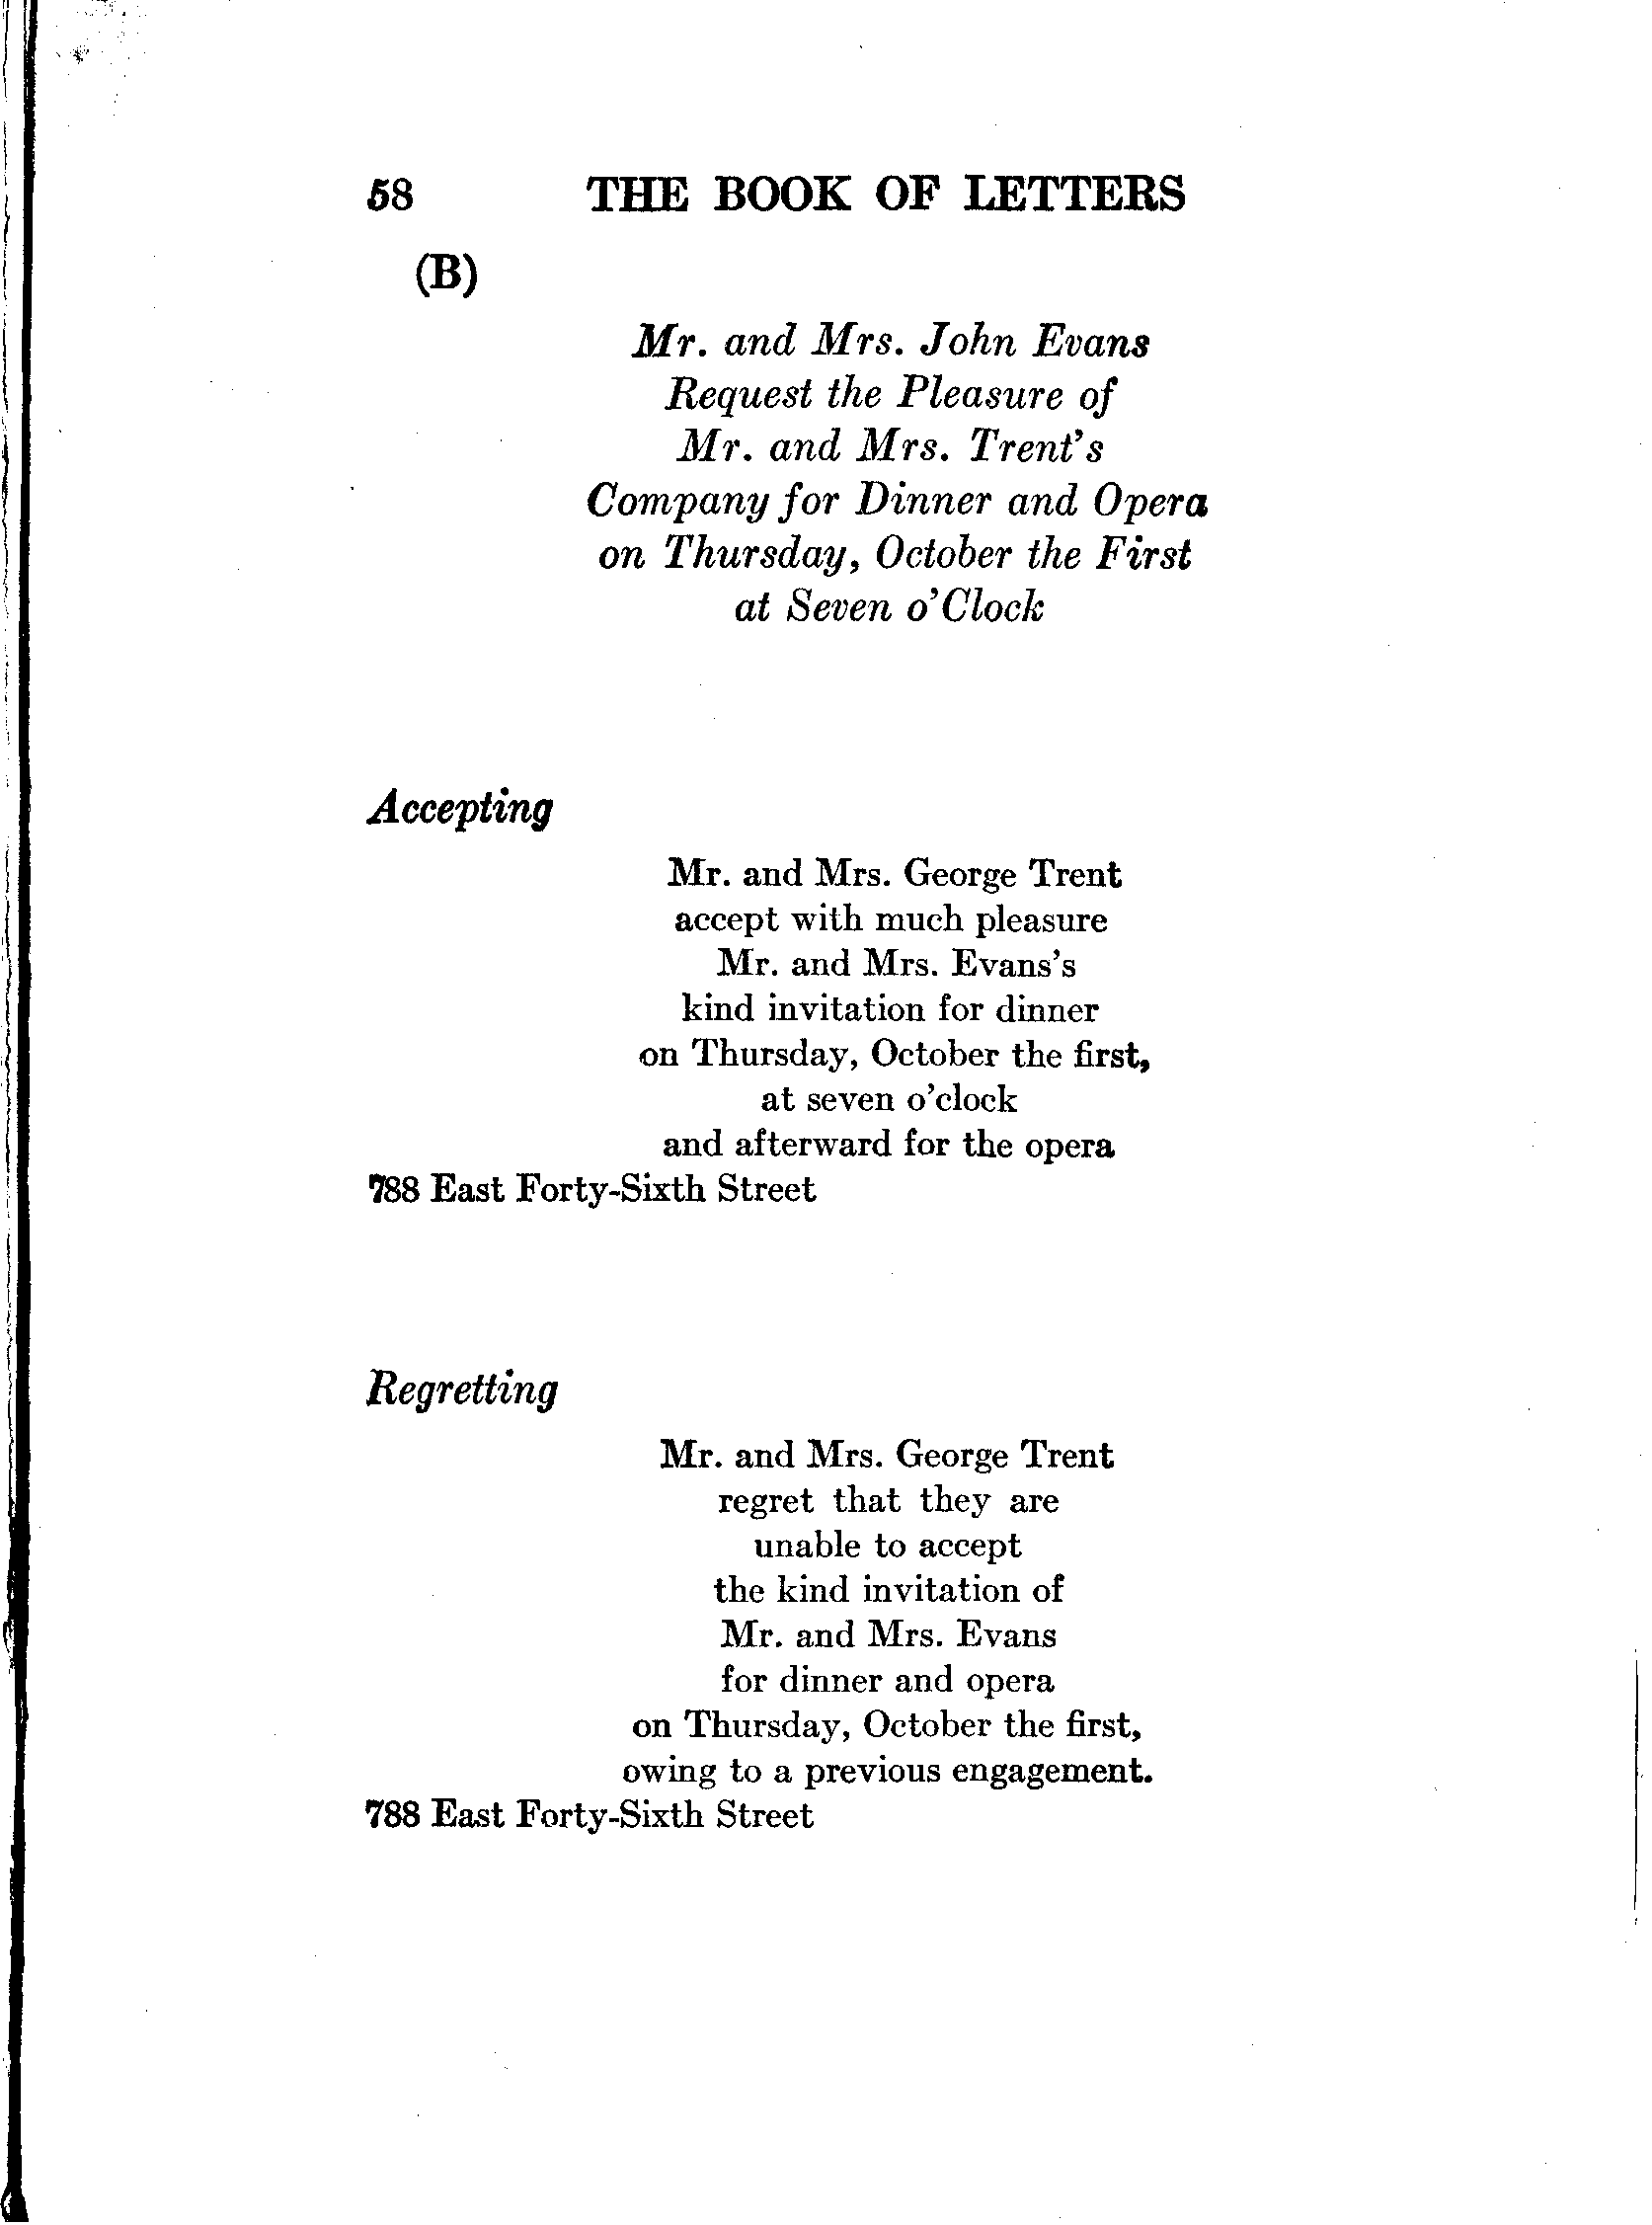 58 THE BOOK OF LETTERS
(B)
Mr. and Mrs. John Evans
Request the Pleasure of
Mr. and Mrs. Trent's
Company for Dinner and Opera
on Thursday, October the First
at Seven o'Clock
Accepting
Mr. and Mrs. George Trent
accept with much pleasure
Mr. and Mrs. Evans's
kind invitation for dinner
on Thursday, October the first,
at seven o'clock
and afterward for the opera
788 East Forty-Sixth Street
Regretting
Mr. and Mrs. George Trent
regret that they are
unable to accept
the kind invitation of
Mr. and Mrs. Evans
for dinner and opera
on Thursday, October the first,
owing to a previous engagement.
788 East Forty-Sixth Street